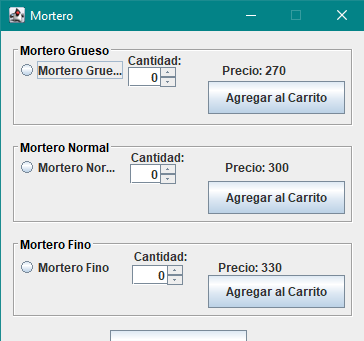 Mortero
Mortero Grueso
Mortero Grue...
Cantidad:
0
Precio: 270
Agregar al Carrito
Mortero Normal
Mortero Nor...
Cantidad:
0
Precio: 300
Agregar al Carrito
Mortero Fino
Mortero Fino
Cantidad:
0
Precio: 330
Agregar al Carrito